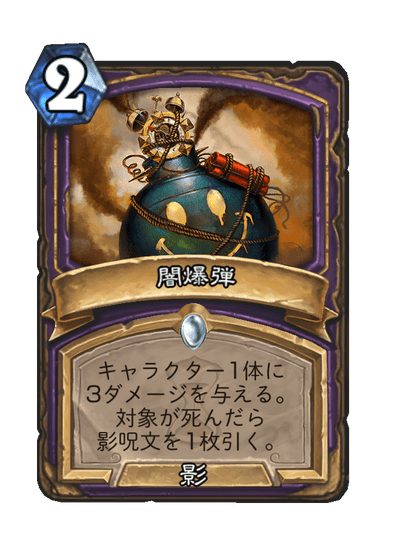 2
闇爆弾
キャラクター1体に
3ダメージを与える。
対象が死んだら
影呪文を1枚引く。
影